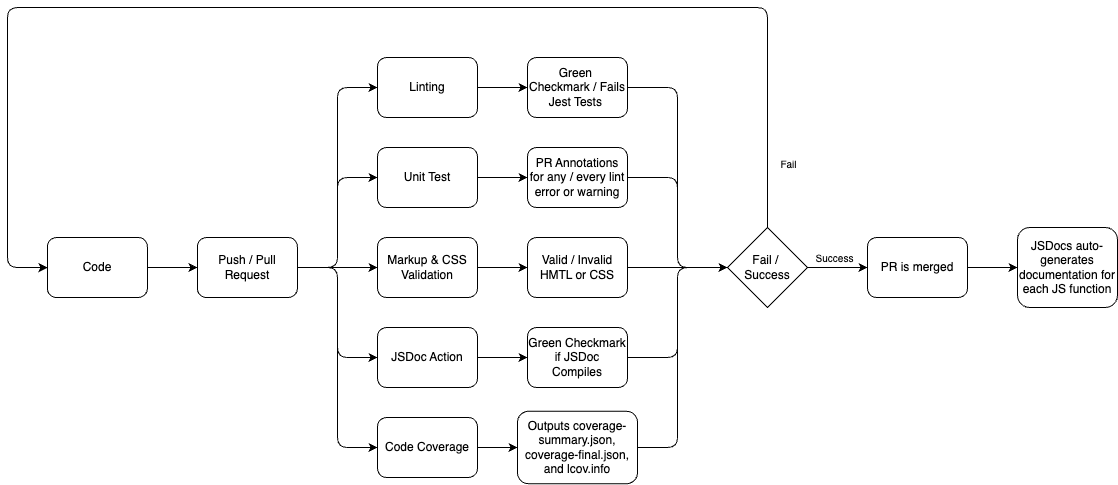 Linting
Green
Checkmark / Fails
Jest Tests
Fail
Unit Test
PR Annotations
for any / every lint
error or warning
Code
Push / Pull
Request
Markup & CSS
Validation
Valid / Invalid
HMTL or CSS
Fail /
Success
Success
PR is merged
JSDocs auto-
generates
documentation for
each JS function
JSDoc Action
Green Checkmark
if JSDoc
Compiles
Code Coverage
Outputs coverage-
summary.json,
coverage-final.json,
and lcov.info